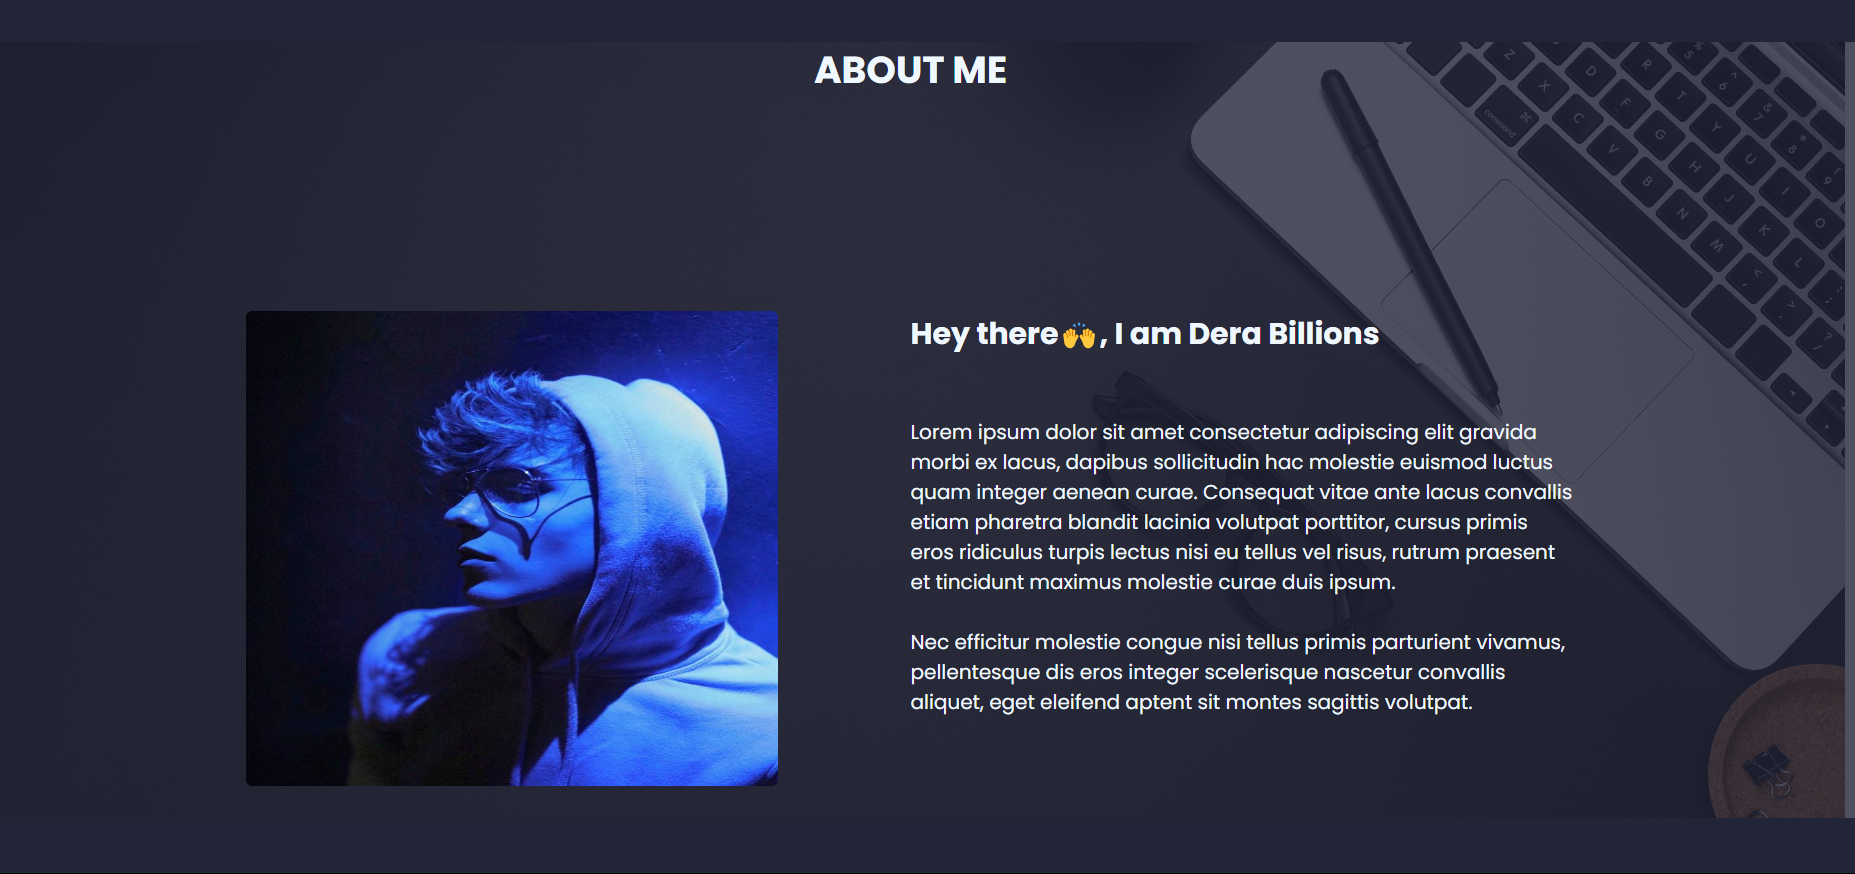 ABOUT ME
Hey there 🙌, I am Dera Billions
Lorem ipsum dolor sit amet consectetur adipiscing elit gravida
morbi ex lacus, dapibus sollicitudin hac molestie euismod luctus
quam integer aenean curae. Consequat vitae ante lacus convallis
etiam pharetra blandit lacinia volutpat porttitor, cursus primis
eros ridiculus turpis lectus nisi eu tellus vel risus, rutrum praesent
et tincidunt maximus molestie curae duis ipsum.
Nec efficitur molestie congue nisi tellus primis parturient vivamus,
pellentesque dis eros integer scelerisque nascetur convallis
aliquet, eget eleifend aptent sit montes sagittis volutpat.